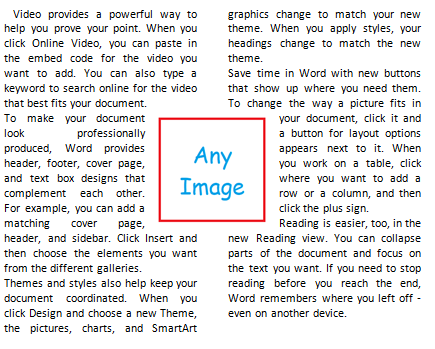 Video provides a powerful way to
help you prove your point. When you
click Online Video, you can paste in
the embed code for the video you
want to add. You can also type a
keyword to search online for the video
that best fits your document.
To make your document
look professionally
produced, Word provides
header, footer, cover page,
and text box designs that
complement each other.
For example, you can add a
matching cover page,
header, and sidebar. Click Insert and
then choose the elements you want
from the different galleries.
Themes and styles also help keep your
document coordinated. When you
click Design and choose a new Theme,
the pictures, charts, and SmartArt
Any
Image
graphics change to match your new
theme. When you apply styles, your
headings change to match the new
theme.
Save time in Word with new buttons
that show up where you need them.
To change the way a picture fits in
your document, click it and
a button for layout options
appears next to it. When
you work on a table, click
where you want to add a
row or a column, and then
click the plus sign.
Reading is easier, too, in the
new Reading view. You can collapse
parts of the document and focus on
the text you want. If you need to stop
reading before you reach the end,
Word remembers where you left off -
even on another device.